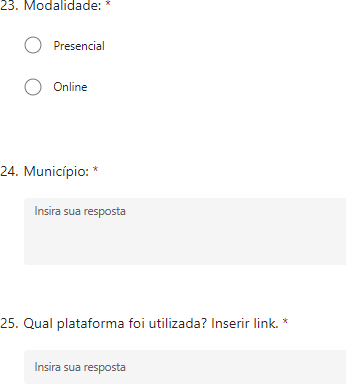 23. Modalidade: *
Presencial
Online
24. Município: *
Insira sua resposta
25. Qual plataforma foi utilizada? Inserir link. *
Insira sua resposta